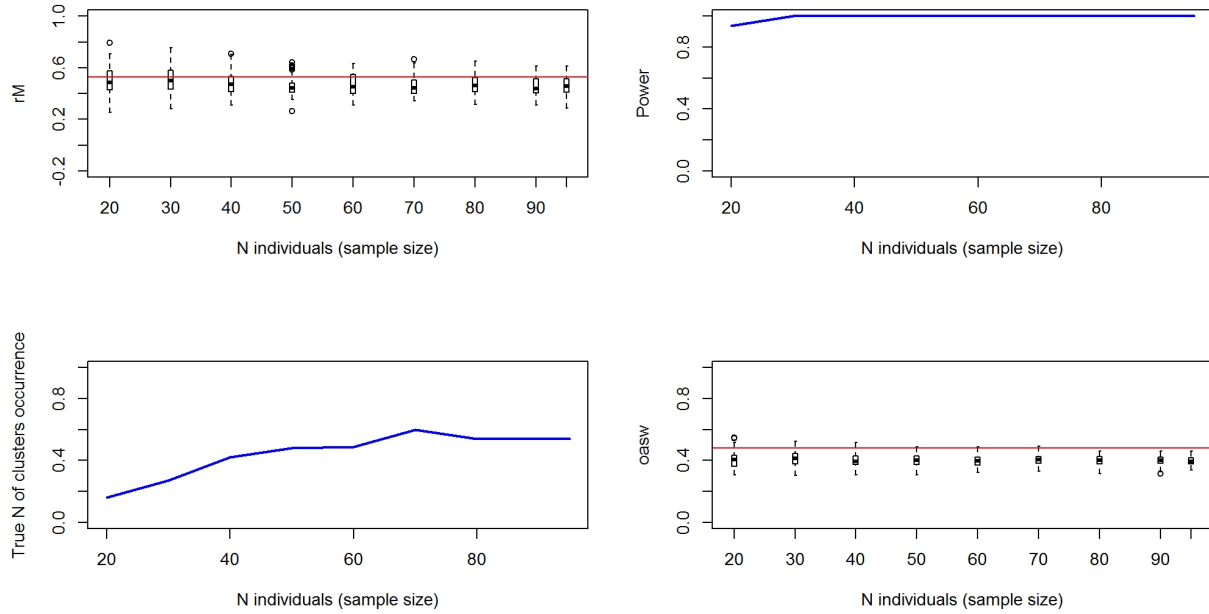 1.0
0.6
0.2
-0.2
rM
20 30 40 50 60 70 80 90
N individuals (sample size)
0.8
0.4
0.0
Power
20 40 60 80
N individuals (sample size)
0.8
0.4
0.0
True N of clusters occurrence
20 40 60 80
N individuals (sample size)
0.8
0.4
0.0
oasw
20 30 40 50 60 70 80 90
N individuals (sample size)